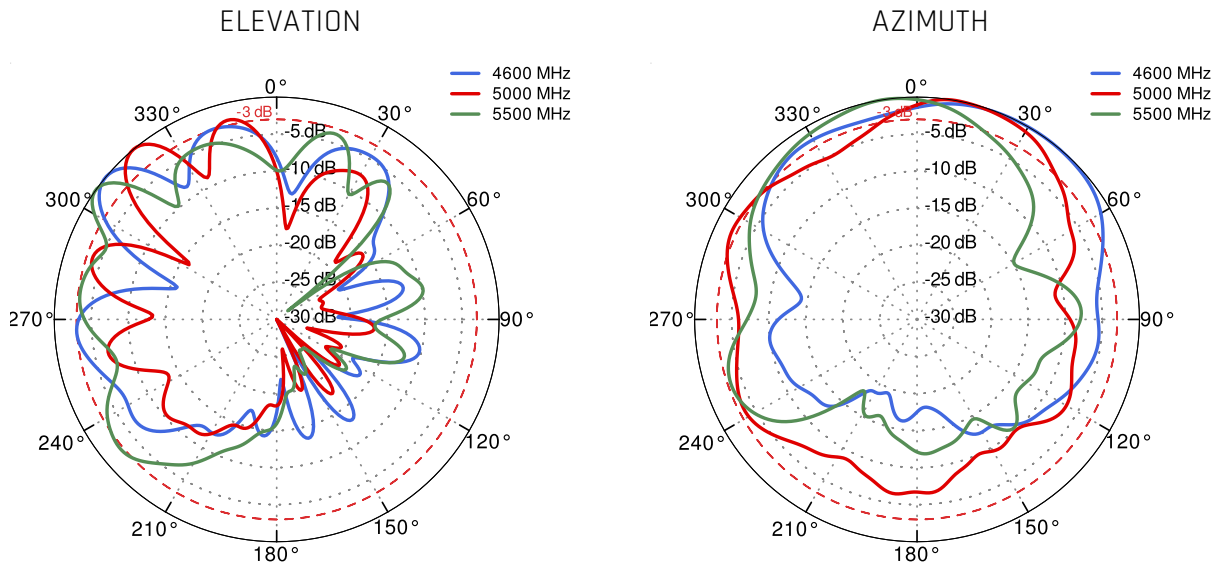 ELEVATION
4600 MHz
5000 MHz
5500 MHz
0°
-3 dB
330°
30°
-5 dB
-10 dB
300°
60°
-15 dB
-20 dB
-25 dB
270°
-30 dB
90°
240°
120°
210°
150°
180°
AZIMUTH
4600 MHz
5000 MHz
5500 MHz
0°
-3 dB
330°
30°
-5 dB
-10 dB
300°
60°
-15 dB
-20 dB
-25 dB
270°
-30 dB
90°
240°
120°
210°
150°
180°